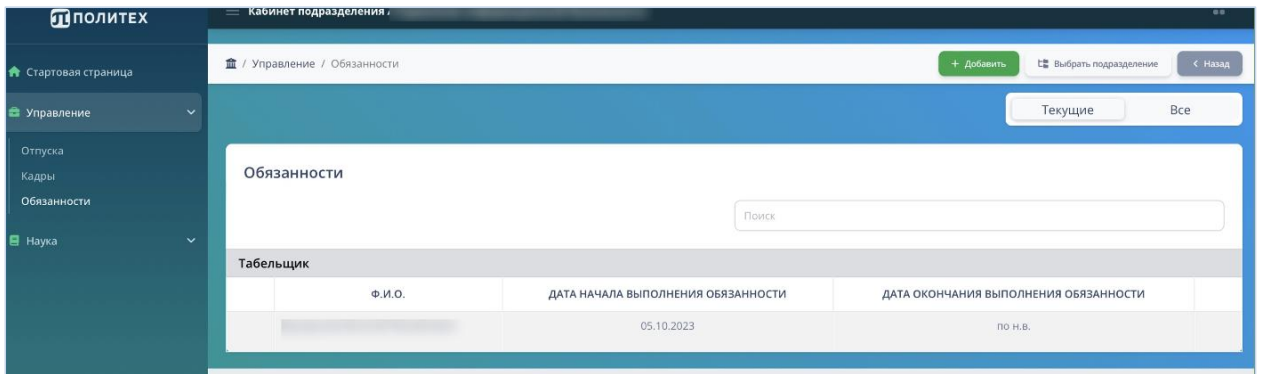 ПОЛИТЕХ
Кабинет подразделения
Стартовая страница
Управление
Отпуска
Кадры
Обязанности
Наука
/ Управление / Обязанности
+ Добавить
Выбрать подразделение
< Назад
Текущие
Все
Обязанности
Поиск
Табельщик
Ф.И.О.
ДАТА НАЧАЛА ВЫПОЛНЕНИЯ ОБЯЗАННОСТИ
ДАТА ОКОНЧАНИЯ ВЫПОЛНЕНИЯ ОБЯЗАННОСТИ
05.10.2023
по н.в.